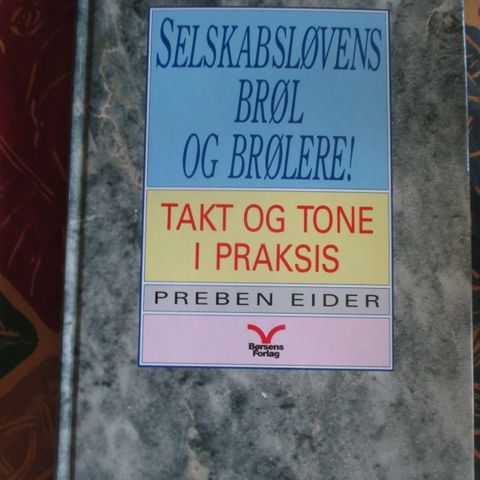 SELSKABSLØVENS
BRØL
OG BRØLERE!
TAKT OG TONE
I PRAKSIS
PREBEN EIDER
Børsens
Forlag